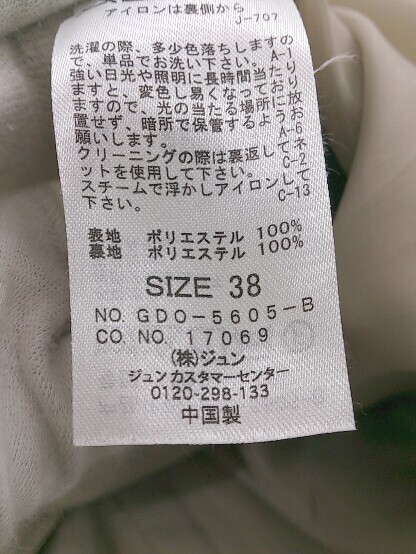 アイロンは裏側から
J-707
洗濯の際、多少色落ちしますの
で、単品でお洗い下さい。A-1
強い日光や照明に長時間当たり
ますと、変色し易くなっており
ますので、光の当たる場所に放
置せず、暗所で保管するようお
願いします。A-6
クリーニングの際は裏返してネ
ットを使用して下さい。C-2
スチームで浮かしアイロンして
下さい。C-13
表地 ポリエステル 100%
裏地 ポリエステル 100%
SIZE 38
NO. GDO-5605-B
CO. NO. 17069
(株)ジュン
ジュンカスタマーセンター
0120-298-133
中国製